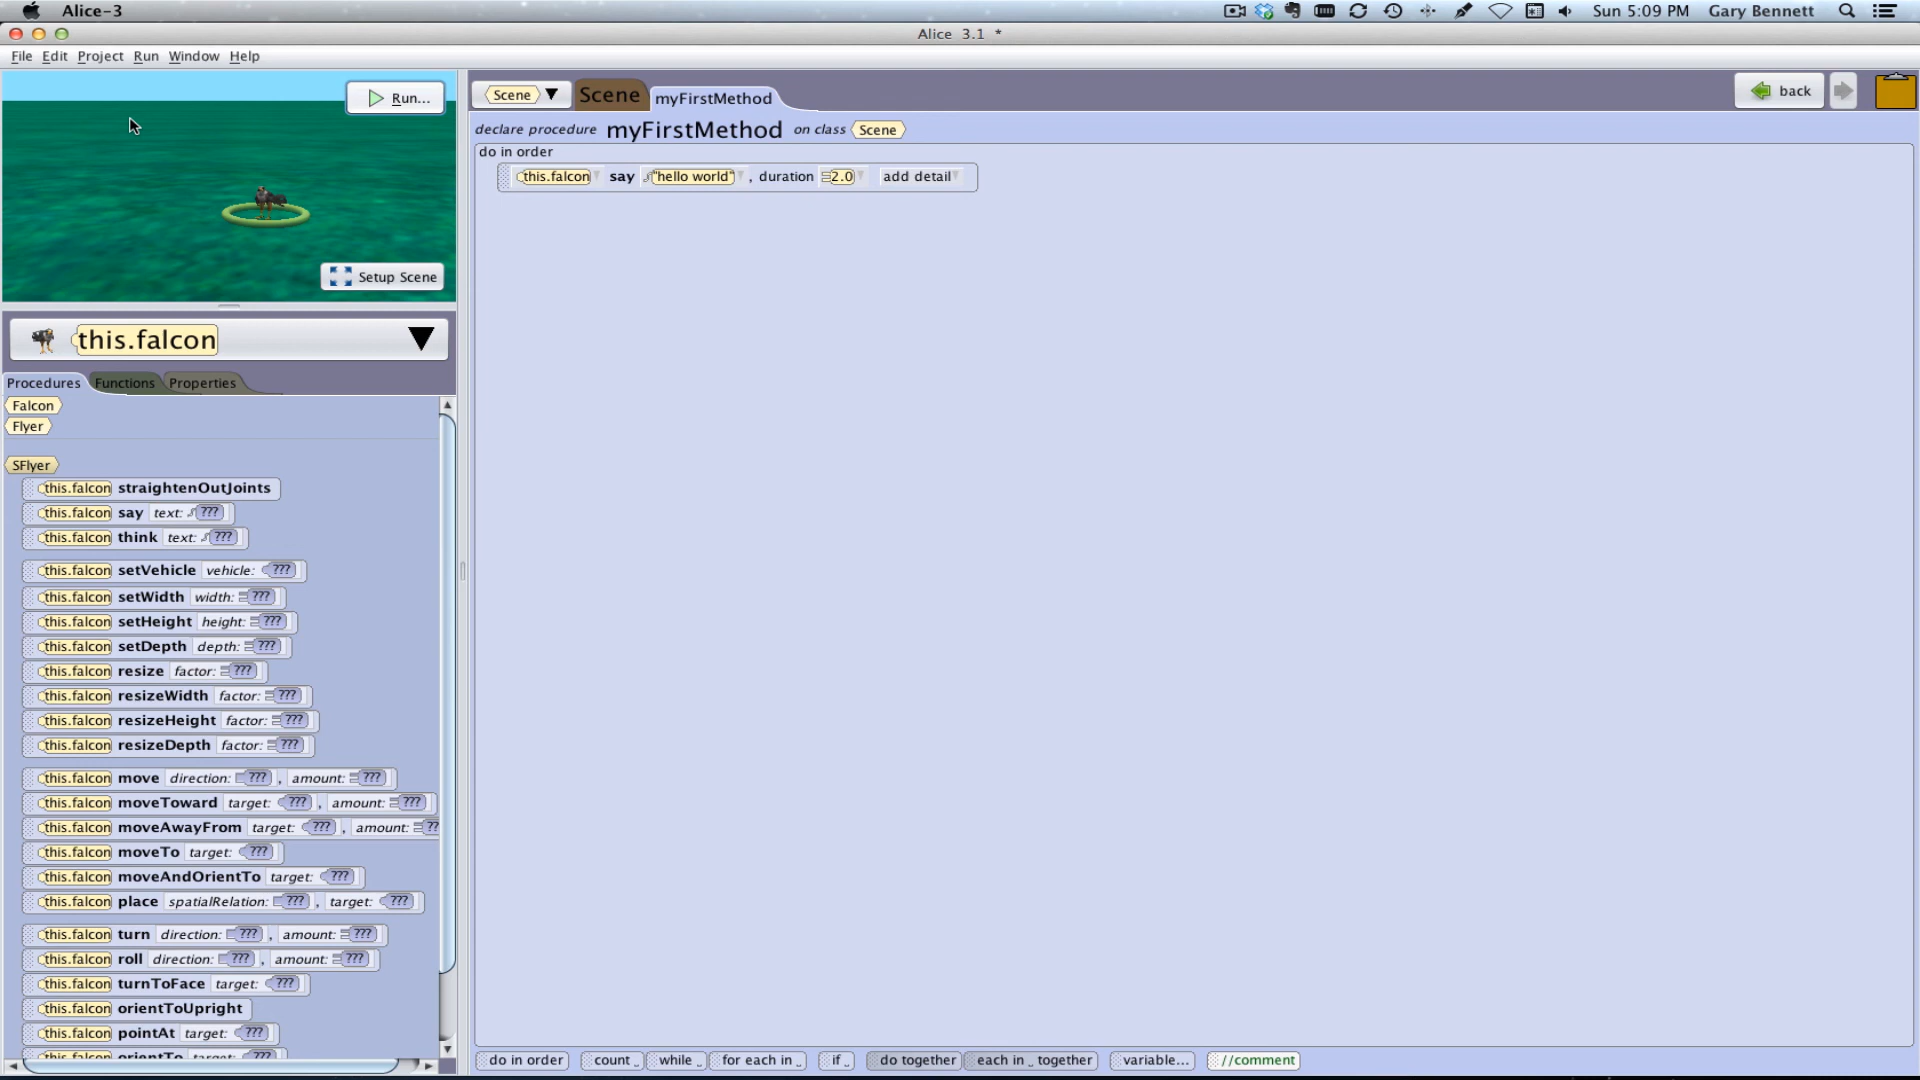 Alice-3 Sun 5:09 PM Gary Bennett
Alice 3.1 *
File Edit Project Run Window Help
Run...
Setup Scene
this.falcon
Procedures Functions Properties
Falcon
Flyer
SFlyer
this.falcon straightenOutJoints
this.falcon say text: ???
this.falcon think text: ???
this.falcon setVehicle vehicle: ???
this.falcon setWidth width: ???
this.falcon setHeight height: ???
this.falcon setDepth depth: ???
this.falcon resize factor: ???
this.falcon resizeWidth factor: ???
this.falcon resizeHeight factor: ???
this.falcon resizeDepth factor: ???
this.falcon move direction: ??? , amount: ???
this.falcon moveToward target: ??? , amount: ???
this.falcon moveAwayFrom target: ??? , amount: ??
this.falcon moveTo target: ???
this.falcon moveAndOrientTo target: ???
this.falcon place spatialRelation: ??? , target: ???
this.falcon turn direction: ??? , amount: ???
this.falcon roll direction: ??? , amount: ???
this.falcon turnToFace target: ???
this.falcon orientToUpright
this.falcon pointAt target: ???
this.falcon orientTo target: ???
Scene Scene myFirstMethod back
declare procedure myFirstMethod on class Scene
do in order
this.falcon say "hello world" , duration 2.0 add detail
do in order count _ while _ for each in _ if _ do together each in _ together variable... //comment